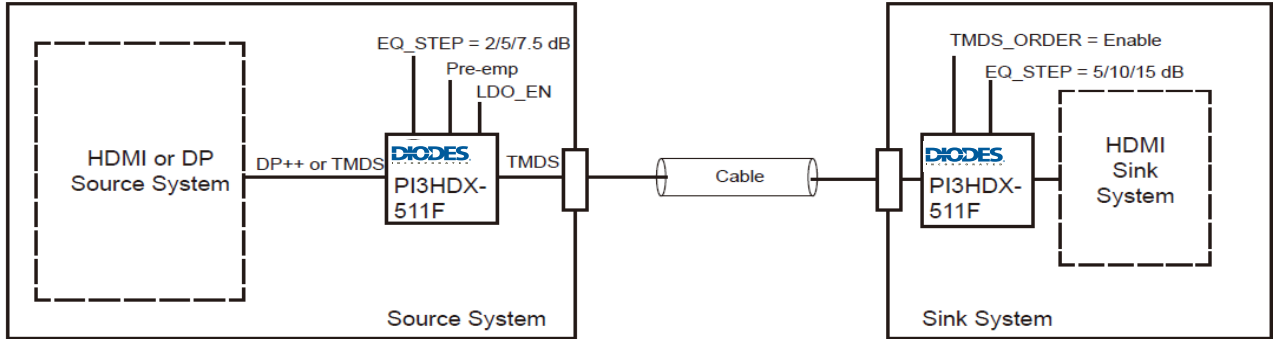 EQ_STEP = 2/5/7.5 dB
Pre-emp
LDO_EN
HDMI or DP
Source System
DP++ or TMDS
DIODES
INCORPORATED
PI3HDX-
511F
TMDS
Source System
Cable
TMDS_ORDER = Enable
EQ_STEP = 5/10/15 dB
DIODES
INCORPORATED
PI3HDX-
511F
HDMI
Sink
System
Sink System